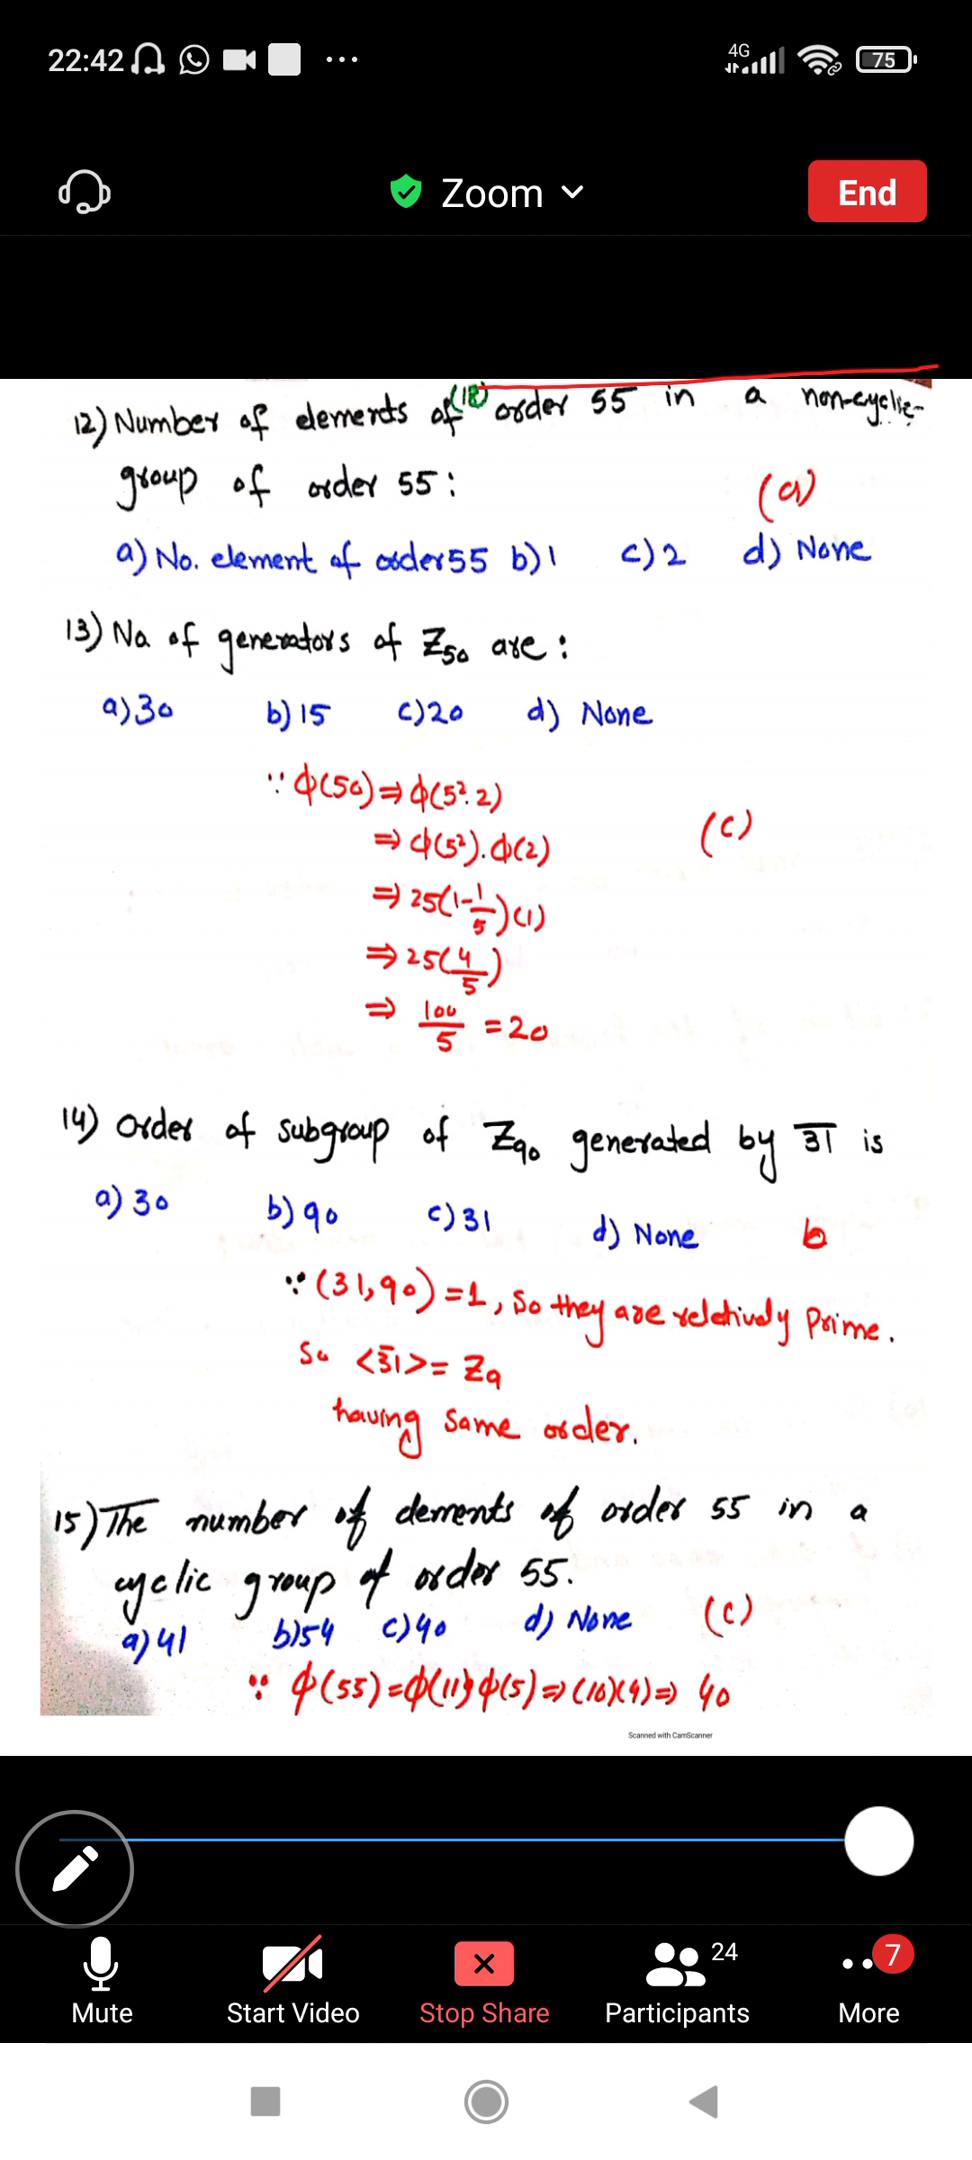 22:42 ... 4G 75
Zoom End
12) Number of elements of (18) order 55 in a non-cyclic-
group of order 55: (a)
a) No. element of order 55 b) 1 c) 2 d) None
13) No. of generators of Z₅₀ are:
a) 30 b) 15 c) 20 d) None
∵ ϕ(50) ⇒ ϕ(5².2)
⇒ ϕ(5²).ϕ(2) (c)
⇒ 25(1-1/5)(1)
⇒ 25(4/5)
⇒ 100/5 = 20
14) Order of subgroup of Z₉₀ generated by 3̅1̅ is
a) 30 b) 90 c) 31 d) None b
∵ (31,90) = 1, so they are relatively Prime.
So <3̅1> = Z₉
having same order.
15) The number of elements of order 55 in a
cyclic group of order 55.
a) 41 b) 54 c) 40 d) None (c)
∵ ϕ(55) = ϕ(11) ϕ(5) ⇒ (10)(4) ⇒ 40
Scanned with CamScanner
24 7
Mute Start Video Stop Share Participants More